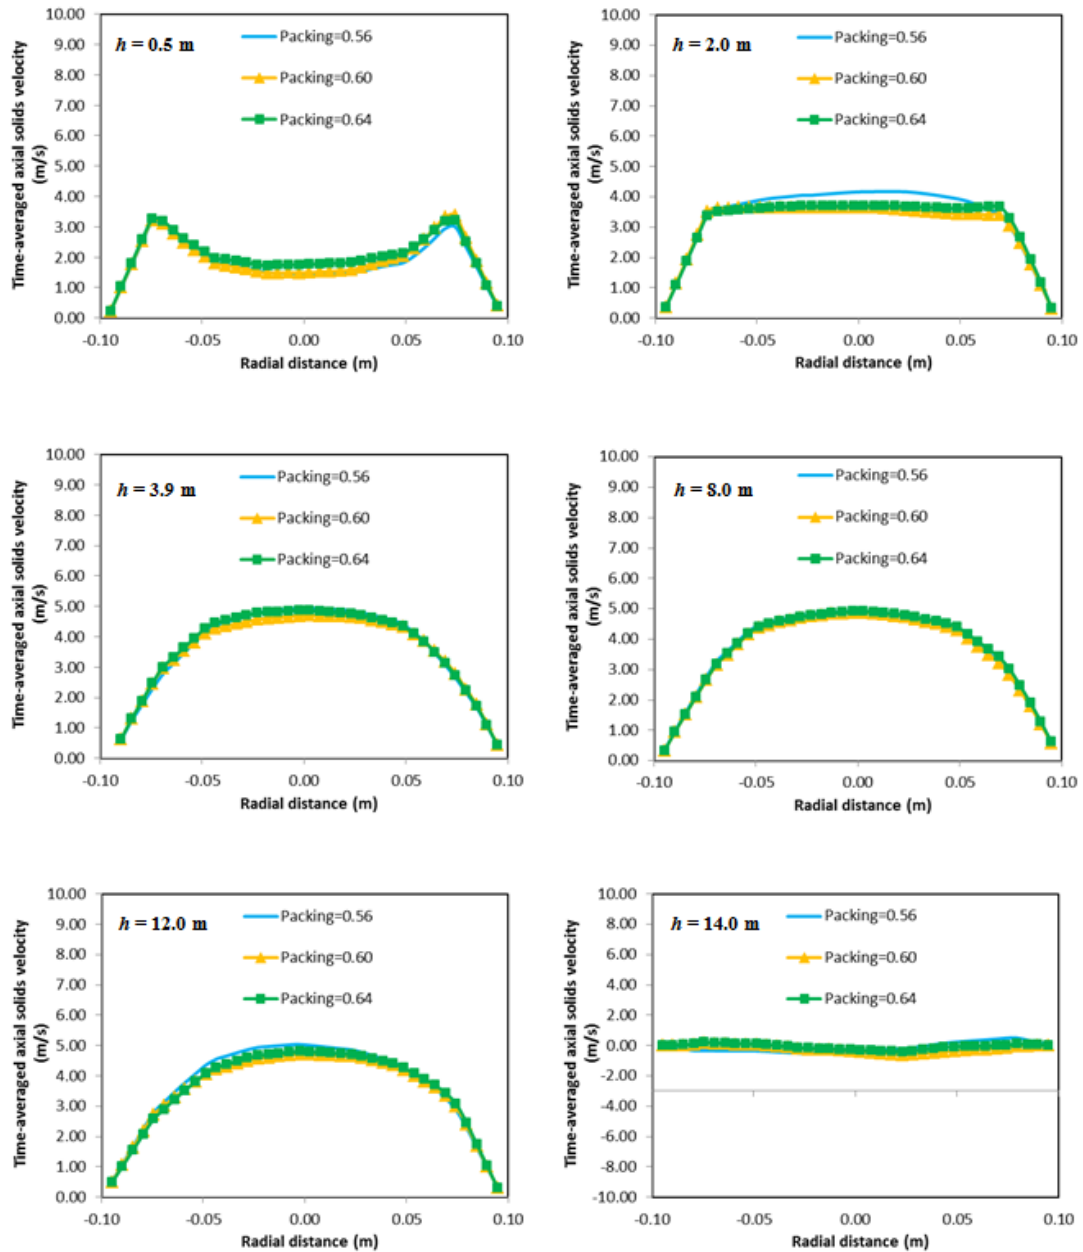 10.00
9.00
8.00
7.00
6.00
5.00
4.00
3.00
2.00
1.00
0.00
Time-averaged axial solids velocity
(m/s)
h = 0.5 m
Packing=0.56
Packing=0.60
Packing=0.64
-0.10
-0.05
0.00
0.05
0.10
Radial distance (m)
10.00
9.00
8.00
7.00
6.00
5.00
4.00
3.00
2.00
1.00
0.00
Time-averaged axial solids velocity
(m/s)
h = 2.0 m
Packing=0.56
Packing=0.60
Packing=0.64
-0.10
-0.05
0.00
0.05
0.10
Radial distance (m)
10.00
9.00
8.00
7.00
6.00
5.00
4.00
3.00
2.00
1.00
0.00
Time-averaged axial solids velocity
(m/s)
h = 3.9 m
Packing=0.56
Packing=0.60
Packing=0.64
-0.10
-0.05
0.00
0.05
0.10
Radial distance (m)
10.00
9.00
8.00
7.00
6.00
5.00
4.00
3.00
2.00
1.00
0.00
Time-averaged axial solids velocity
(m/s)
h = 8.0 m
Packing=0.56
Packing=0.60
Packing=0.64
-0.10
-0.05
0.00
0.05
0.10
Radial distance (m)
10.00
9.00
8.00
7.00
6.00
5.00
4.00
3.00
2.00
1.00
0.00
Time-averaged axial solids velocity
(m/s)
h = 12.0 m
Packing=0.56
Packing=0.60
Packing=0.64
-0.10
-0.05
0.00
0.05
0.10
Radial distance (m)
10.00
8.00
6.00
4.00
2.00
0.00
-2.00
-4.00
-6.00
-8.00
-10.00
Time-averaged axial solids velocity
(m/s)
h = 14.0 m
Packing=0.56
Packing=0.60
Packing=0.64
-0.10
-0.05
0.00
0.05
0.10
Radial distance (m)